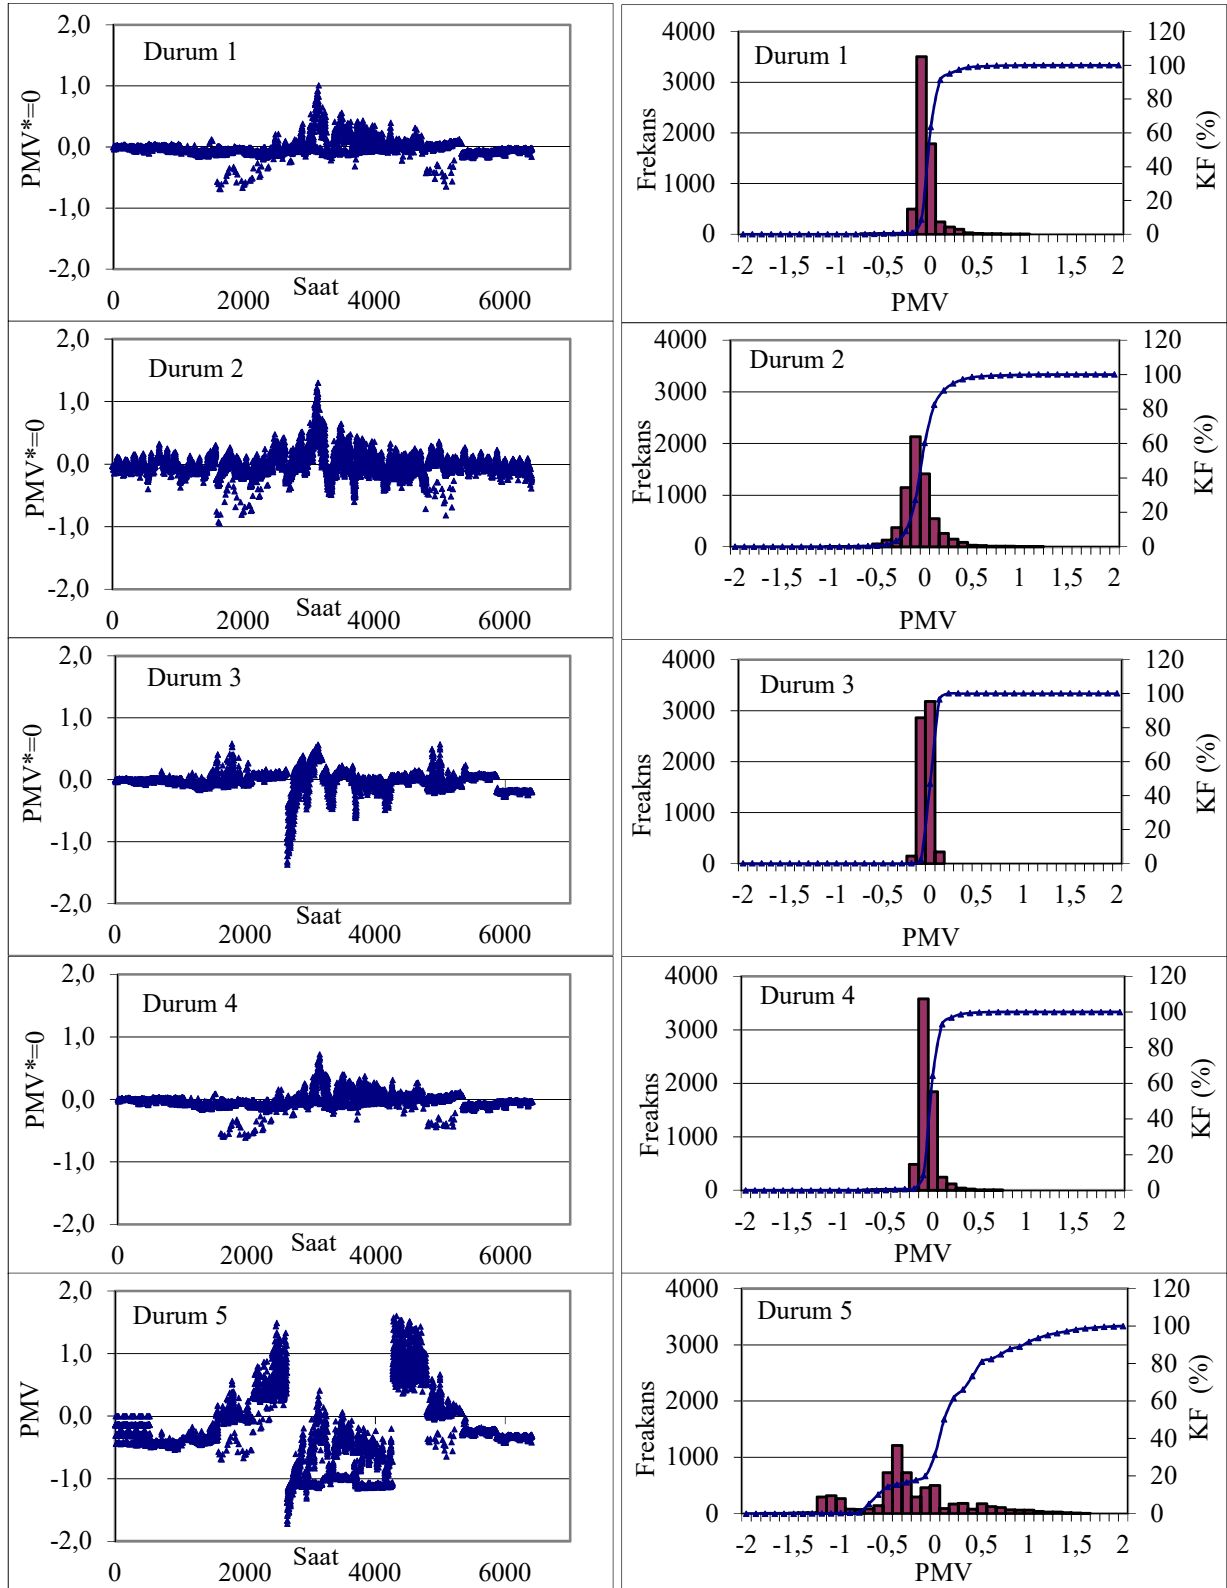 2,0
1,0
0,0
-1,0
-2,0
PMV*=0
Durum 1
Saat
0 2000 4000 6000
4000
3000
2000
1000
0
Frekans
Durum 1
120
100
80
60
40
20
0
KF (%)
-2 -1,5 -1 -0,5 0 0,5 1 1,5 2
PMV
2,0
1,0
0,0
-1,0
-2,0
PMV*=0
Durum 2
Saat
0 2000 4000 6000
4000
3000
2000
1000
0
Frekans
Durum 2
120
100
80
60
40
20
0
KF (%)
-2 -1,5 -1 -0,5 0 0,5 1 1,5 2
PMV
2,0
1,0
0,0
-1,0
-2,0
PMV*=0
Durum 3
Saat
0 2000 4000 6000
4000
3000
2000
1000
0
Freakns
Durum 3
120
100
80
60
40
20
0
KF (%)
-2 -1,5 -1 -0,5 0 0,5 1 1,5 2
PMV
2,0
1,0
0,0
-1,0
-2,0
PMV*=0
Durum 4
Saat
0 2000 4000 6000
4000
3000
2000
1000
0
Freakns
Durum 4
120
100
80
60
40
20
0
KF (%)
-2 -1,5 -1 -0,5 0 0,5 1 1,5 2
PMV
2,0
1,0
0,0
-1,0
-2,0
PMV
Durum 5
0 2000 4000 6000
Saat
4000
3000
2000
1000
0
Freakans
Durum 5
120
100
80
60
40
20
0
KF (%)
-2 -1,5 -1 -0,5 0 0,5 1 1,5 2
PMV